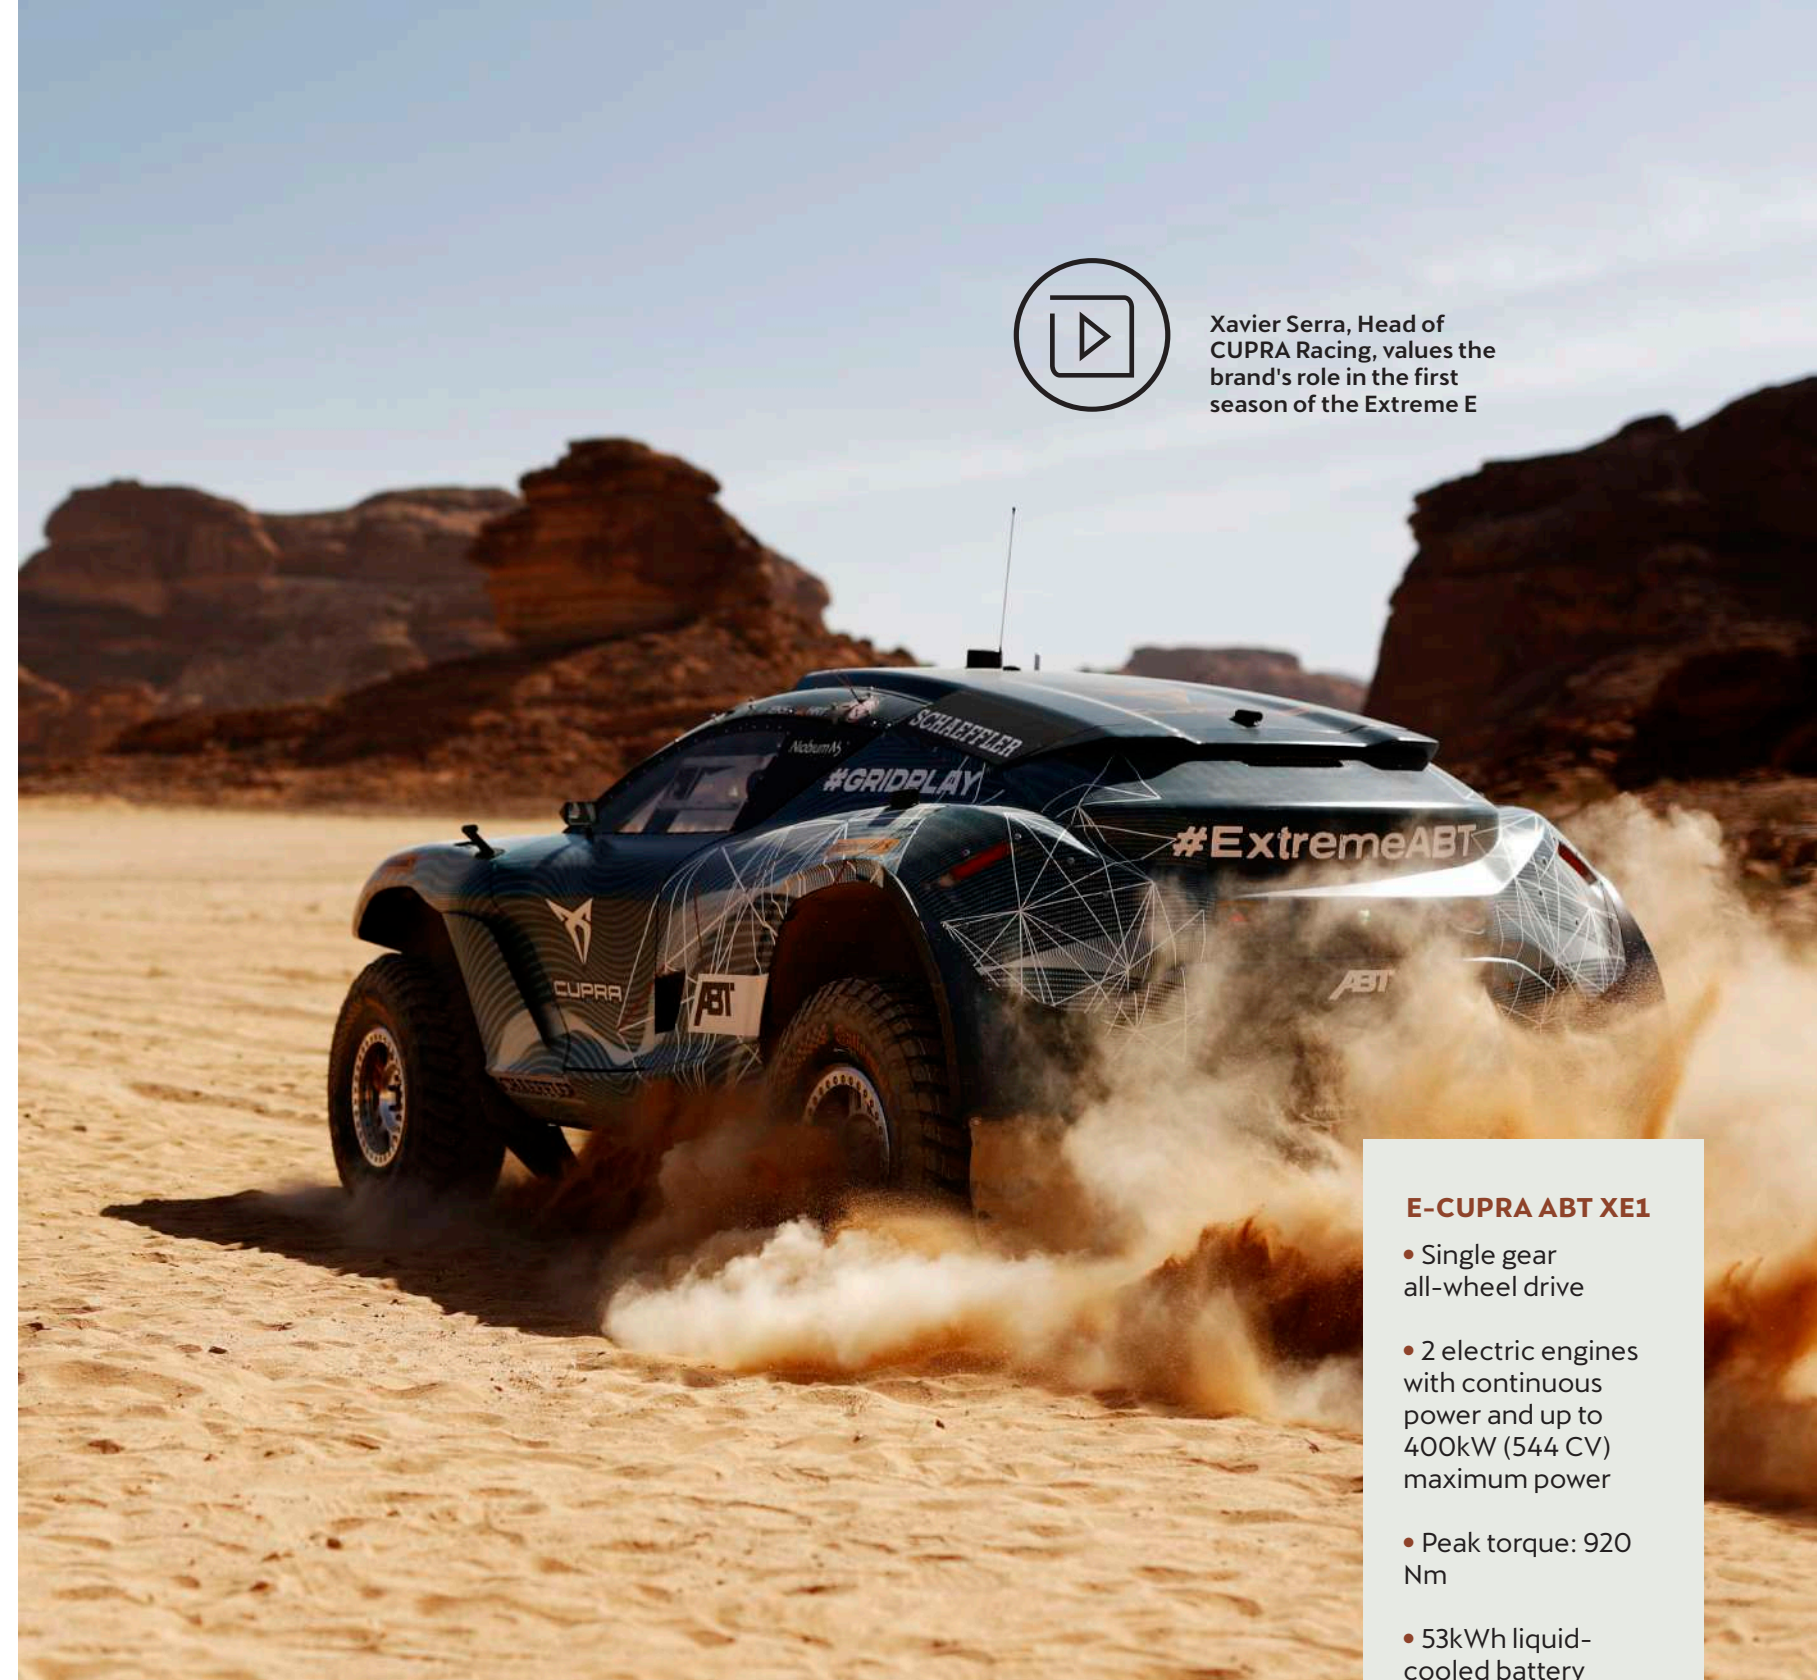 Xavier Serra, Head of
CUPRA Racing, values the
brand's role in the first
season of the Extreme E
SCHAEFFLER
#GRIDPLAY
#ExtremeABT
CUPRA
ABT
ABT
SCHAEFFLER
E-CUPRA ABT XE1
• Single gear
all-wheel drive
• 2 electric engines
with continuous
power and up to
400kW (544 CV)
maximum power
• Peak torque: 920
Nm
• 53kWh liquid-
cooled battery